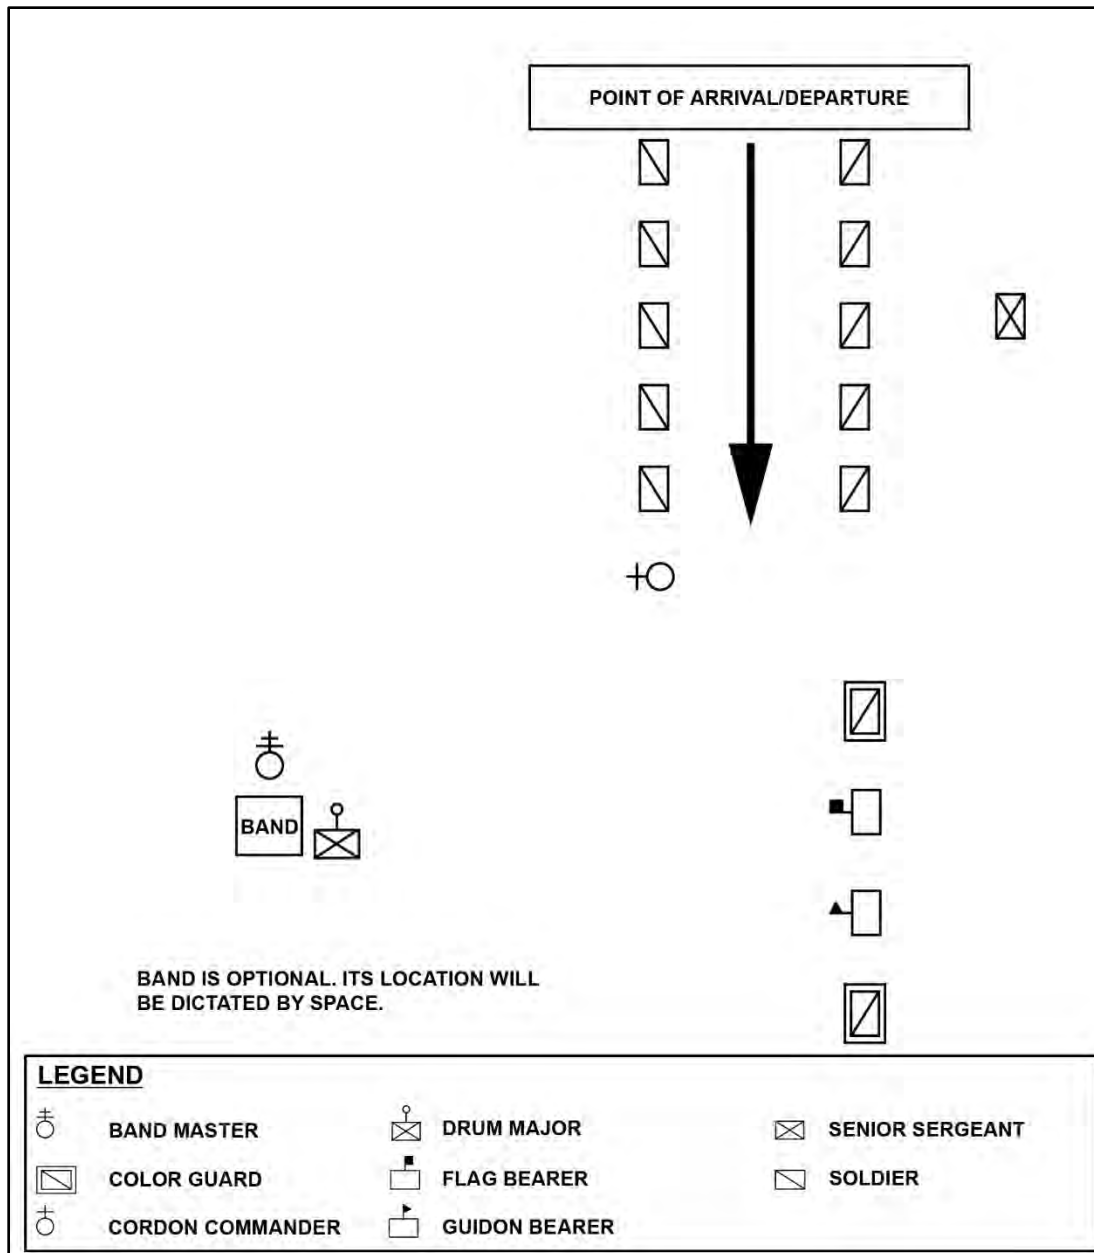 POINT OF ARRIVAL/DEPARTURE
BAND
BAND IS OPTIONAL. ITS LOCATION WILL
BE DICTATED BY SPACE.
LEGEND
BAND MASTER
DRUM MAJOR
SENIOR SERGEANT
COLOR GUARD
FLAG BEARER
SOLDIER
CORDON COMMANDER
GUIDON BEARER